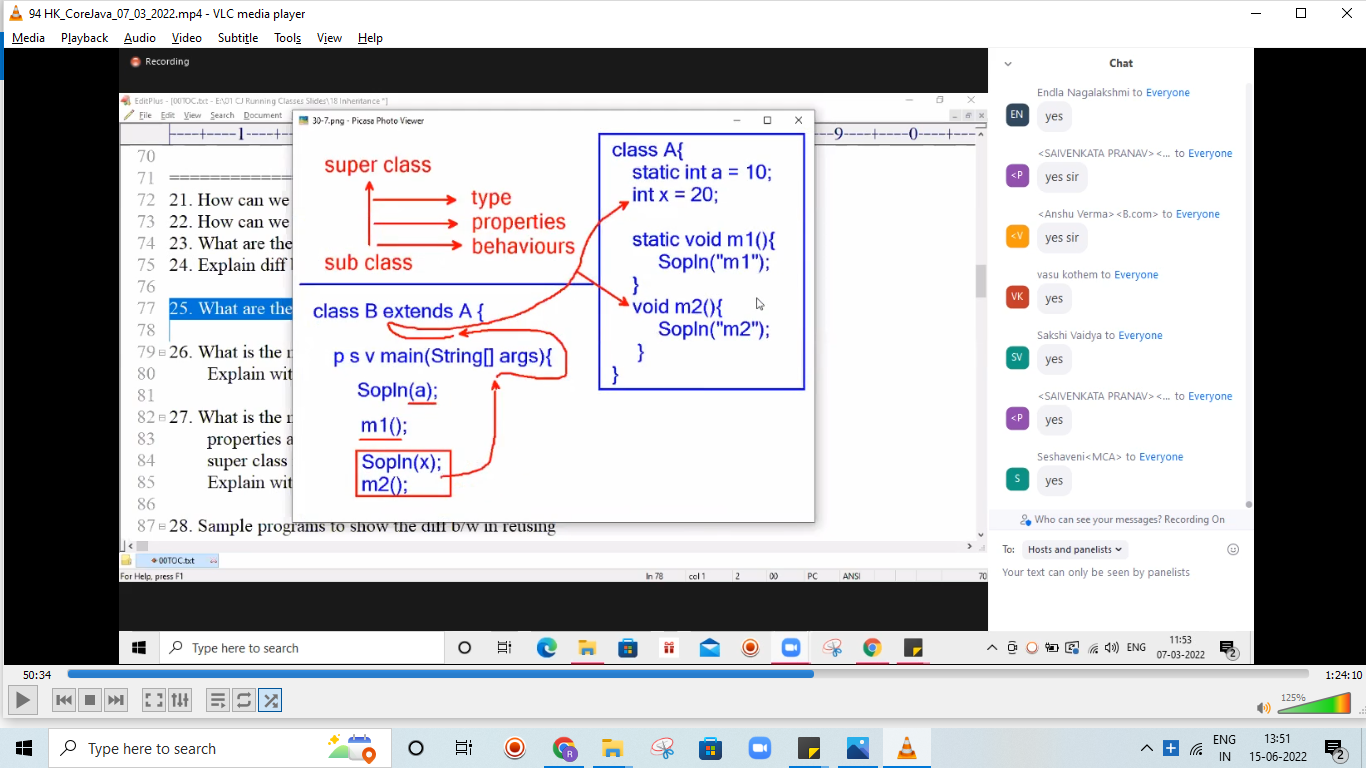 94 HK_CoreJava_07_03_2022.mp4 - VLC media player
Media Playback Audio Video Subtitle Tools View Help
Recording
EditPlus - [00TOC.txt - E:\01 CJ Running Classes Slides\18 Inheritance *]
File Edit View Search Document
----+----1----+--
-9----+----0----+---
30-7.png - Picasa Photo Viewer
70
71 ==============
72 21. How can we
73 22. How can we
74 23. What are the
75 24. Explain diff b
76
77 25. What are the
78
79 26. What is the n
80 Explain wit
81
82 27. What is the n
83 properties a
84 super class
85 Explain wit
86
87 28. Sample programs to show the diff b/w in reusing
super class
type
properties
behaviours
sub class
class B extends A {
p s v main(String[] args){
Sopln(a);
m1();
Sopln(x);
m2();
class A{
static int a = 10;
int x = 20;
static void m1(){
Sopln("m1");
}
void m2(){
Sopln("m2");
}
}
00TOC.txt
For Help, press F1
ln 78 col 1 2 00 PC ANSI 70
Chat
Endla Nagalakshmi to Everyone
EN yes
<SAIVENKATA PRANAV> <... to Everyone
<P yes sir
<Anshu Verma> <B.com> to Everyone
<V yes sir
vasu kothem to Everyone
VK yes
Sakshi Vaidya to Everyone
SV yes
<SAIVENKATA PRANAV> <... to Everyone
<P yes
Seshaveni<MCA> to Everyone
S yes
Who can see your messages? Recording On
To: Hosts and panelists
Your text can only be seen by panelists
Type here to search
ENG
11:53
07-03-2022
2
50:34
1:24:10
125%
Type here to search
R
ENG
IN
13:51
15-06-2022
2